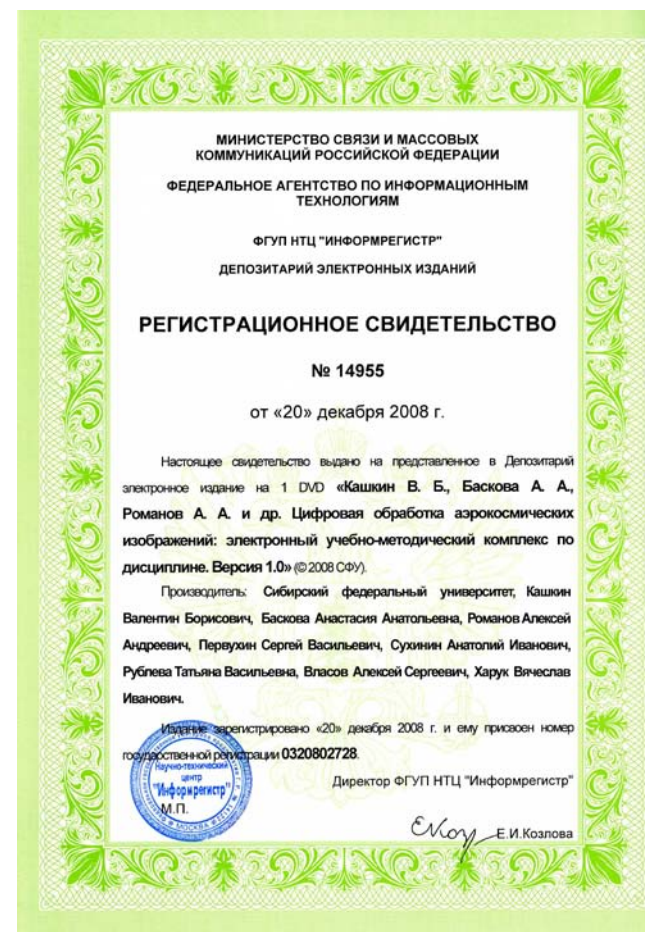 МИНИСТЕРСТВО СВЯЗИ И МАССОВЫХ
КОММУНИКАЦИЙ РОССИЙСКОЙ ФЕДЕРАЦИИ
ФЕДЕРАЛЬНОЕ АГЕНТСТВО ПО ИНФОРМАЦИОННЫМ
ТЕХНОЛОГИЯМ
ФГУП НТЦ "ИНФОРМРЕГИСТР"
ДЕПОЗИТАРИЙ ЭЛЕКТРОННЫХ ИЗДАНИЙ
РЕГИСТРАЦИОННОЕ СВИДЕТЕЛЬСТВО
№ 14955
от «20» декабря 2008 г.
Настоящее свидетельство выдано на представленное в Депозитарий
электронное издание на 1 DVD «Кашкин В. Б., Баскова А. А.,
Романов А. А. и др. Цифровая обработка аэрокосмических
изображений: электронный учебно-методический комплекс по
дисциплине. Версия 1.0» (© 2008 СФУ).
Производитель: Сибирский федеральный университет, Кашкин
Валентин Борисович, Баскова Анастасия Анатольевна, Романов Алексей
Андреевич, Первухин Сергей Васильевич, Сухинин Анатолий Иванович,
Рублева Татьяна Васильевна, Власов Алексей Сергеевич, Харук Вячеслав
Иванович.
Издание зарегистрировано «20» декабря 2008 г. и ему присвоен номер
государственной регистрации 0320802728.
Научно-технический
центр
"Информрегистр"
МОСКВА
Директор ФГУП НТЦ "Информрегистр"
М.П.
Е.И.Козлова